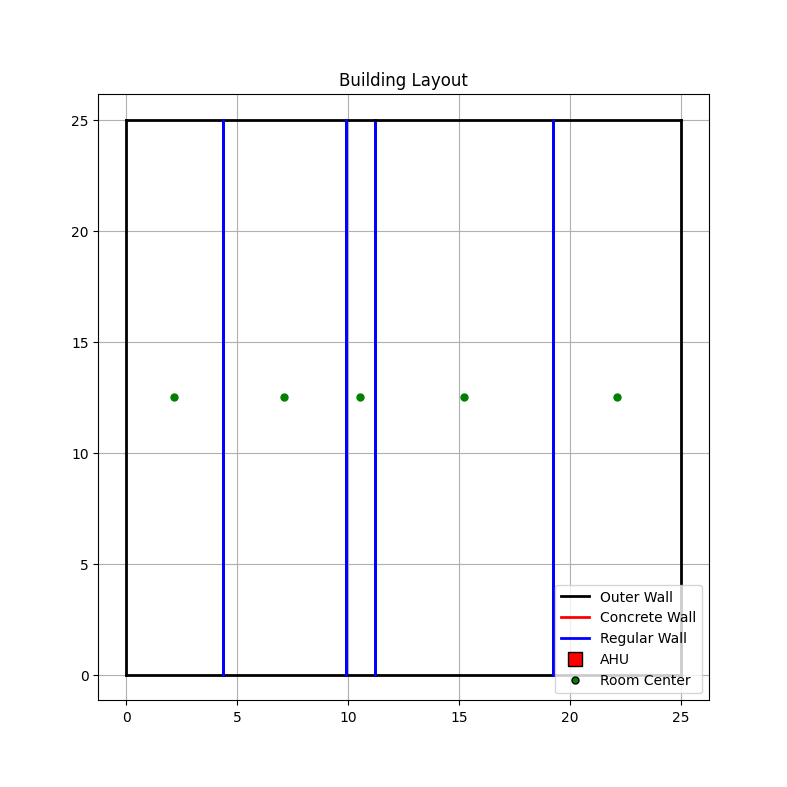 Building Layout
25
20
15
10
5
0
0 5 10 15 20 25
Outer Wall
Concrete Wall
Regular Wall
AHU
Room Center